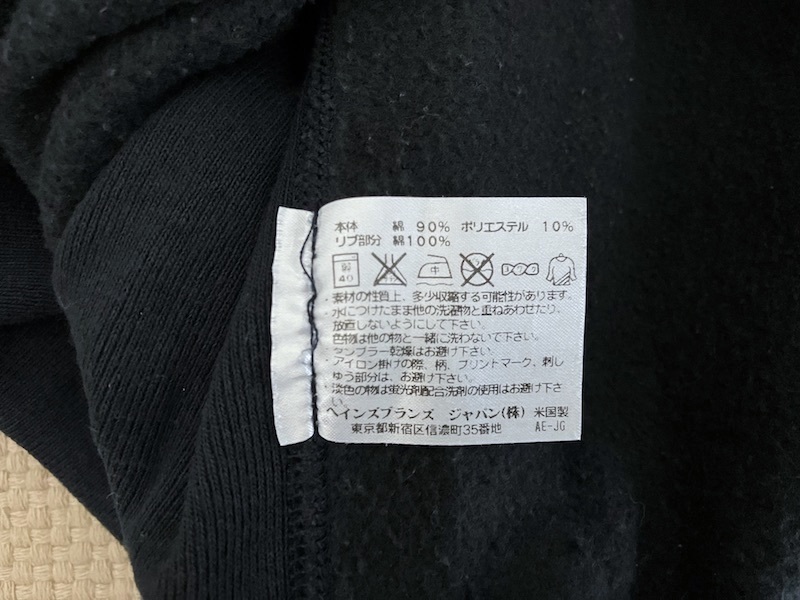 本体 綿 90% ポリエステル 10%
リブ部分 綿100%
弱
40
中
・素材の性質上、多少収縮する可能性があります。
・水につけたまま他の洗濯物と重ねあわせたり、
放置しないようにして下さい。
色物は他の物と一緒に洗わないで下さい。
タンブラー乾燥はお避け下さい。
・アイロン掛けの際、柄、プリントマーク、刺し
ゅう部分は、お避け下さい。
・淡色の物は蛍光剤配合洗剤の使用はお避け下さ
い。
ヘインズブランズ ジャパン(株) 米国製
東京都新宿区信濃町35番地 AE-JG